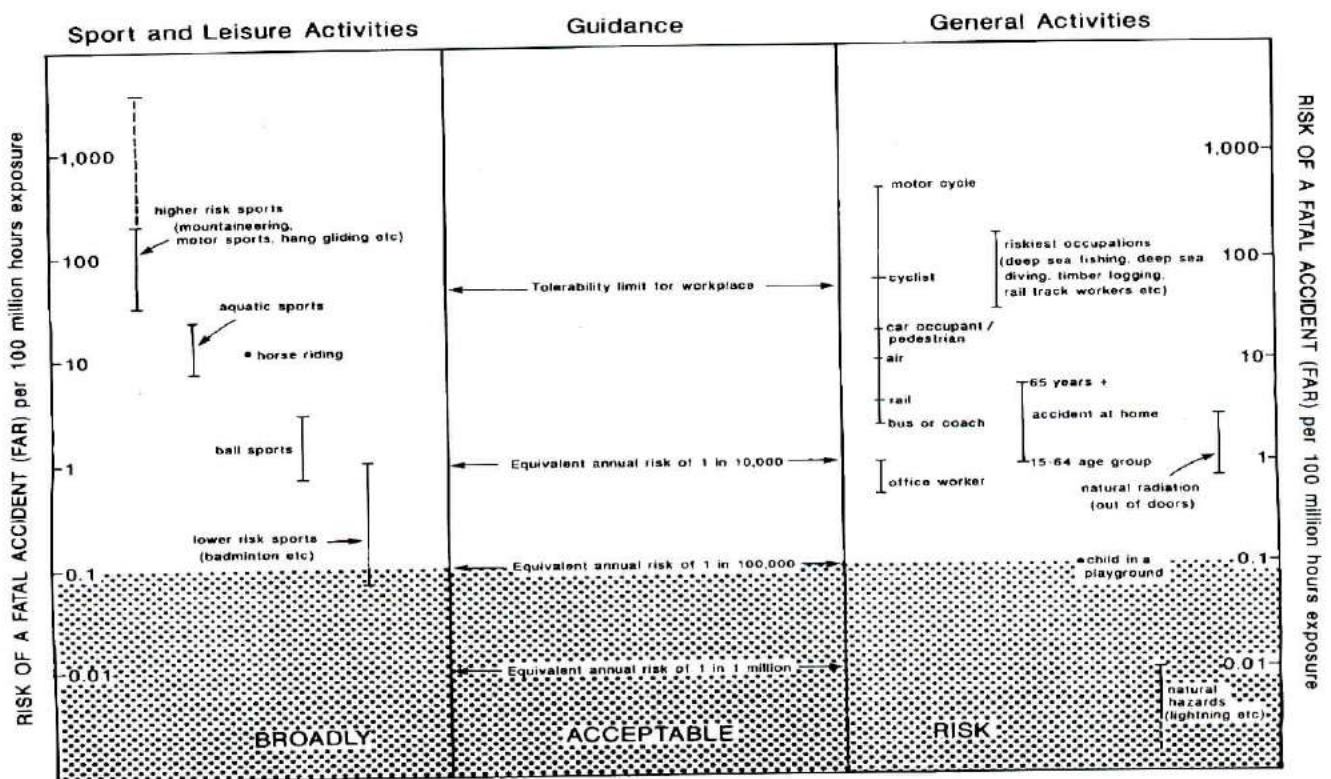 Sport and Leisure Activities
Guidance
General Activities
RISK OF A FATAL ACCIDENT (FAR) per 100 million hours exposure
1,000
100
10
1
0.1
0.01
higher risk sports
(mountaineering,
motor sports, hang gliding etc)
aquatic sports
horse riding
ball sports
lower risk sports
(badminton etc)
Tolerability limit for workplace
Equivalent annual risk of 1 in 10,000
Equivalent annual risk of 1 in 100,000
Equivalent annual risk of 1 in 1 million
motor cycle
cyclist
car occupant /
pedestrian
air
rail
bus or coach
office worker
riskiest occupations
(deep sea fishing, deep sea
diving, timber logging,
rail track workers etc)
65 years +
accident at home
15-64 age group
natural radiation
(out of doors)
child in a
playground
natural
hazards
(lightning etc)
1,000
100
10
1
0.1
0.01
RISK OF A FATAL ACCIDENT (FAR) per 100 million hours exposure
BROADLY ACCEPTABLE RISK